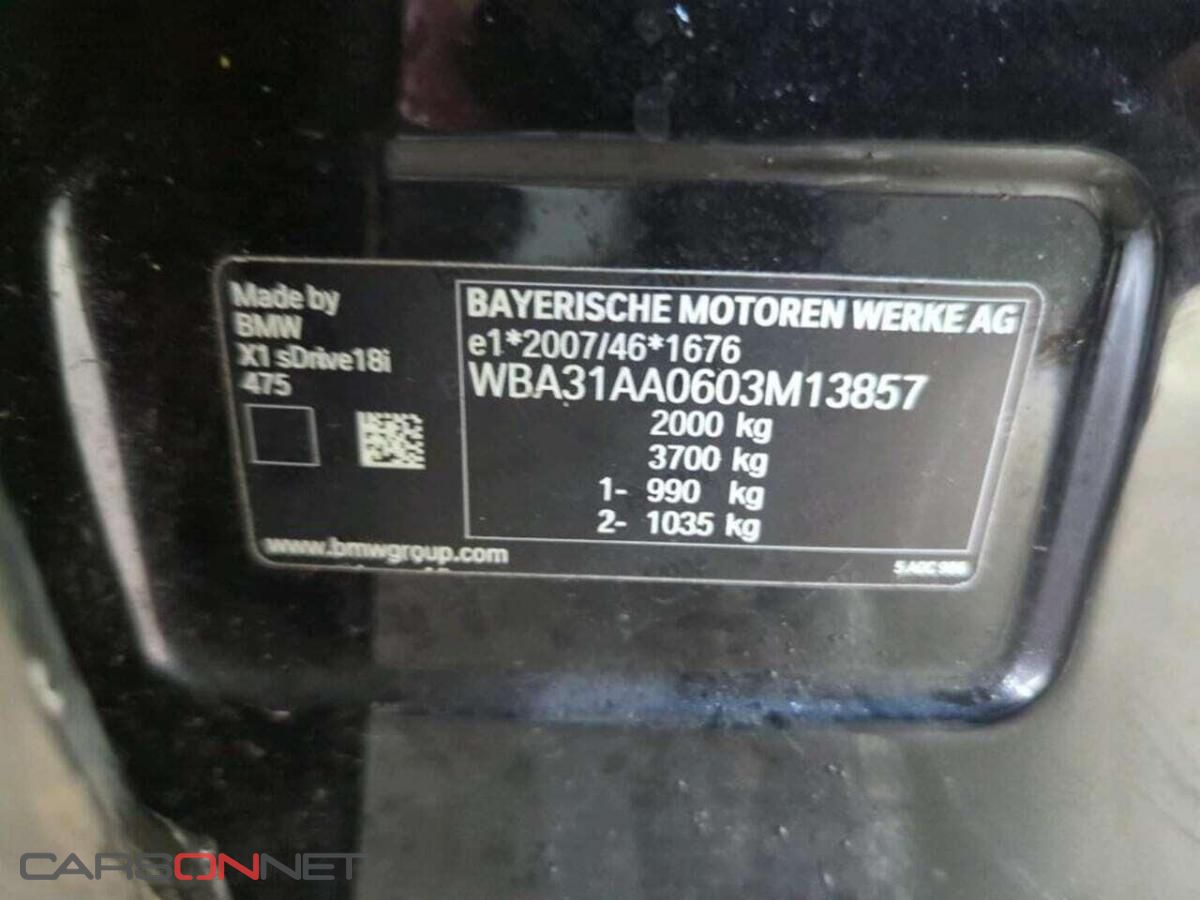 Made by
BMW
X1 sDrive18i
475
BAYERISCHE MOTOREN WERKE AG
e1*2007/46*1676
WBA31AA0603M13857
2000 kg
3700 kg
1- 990 kg
2- 1035 kg
www.bmwgroup.com
CARBONNET